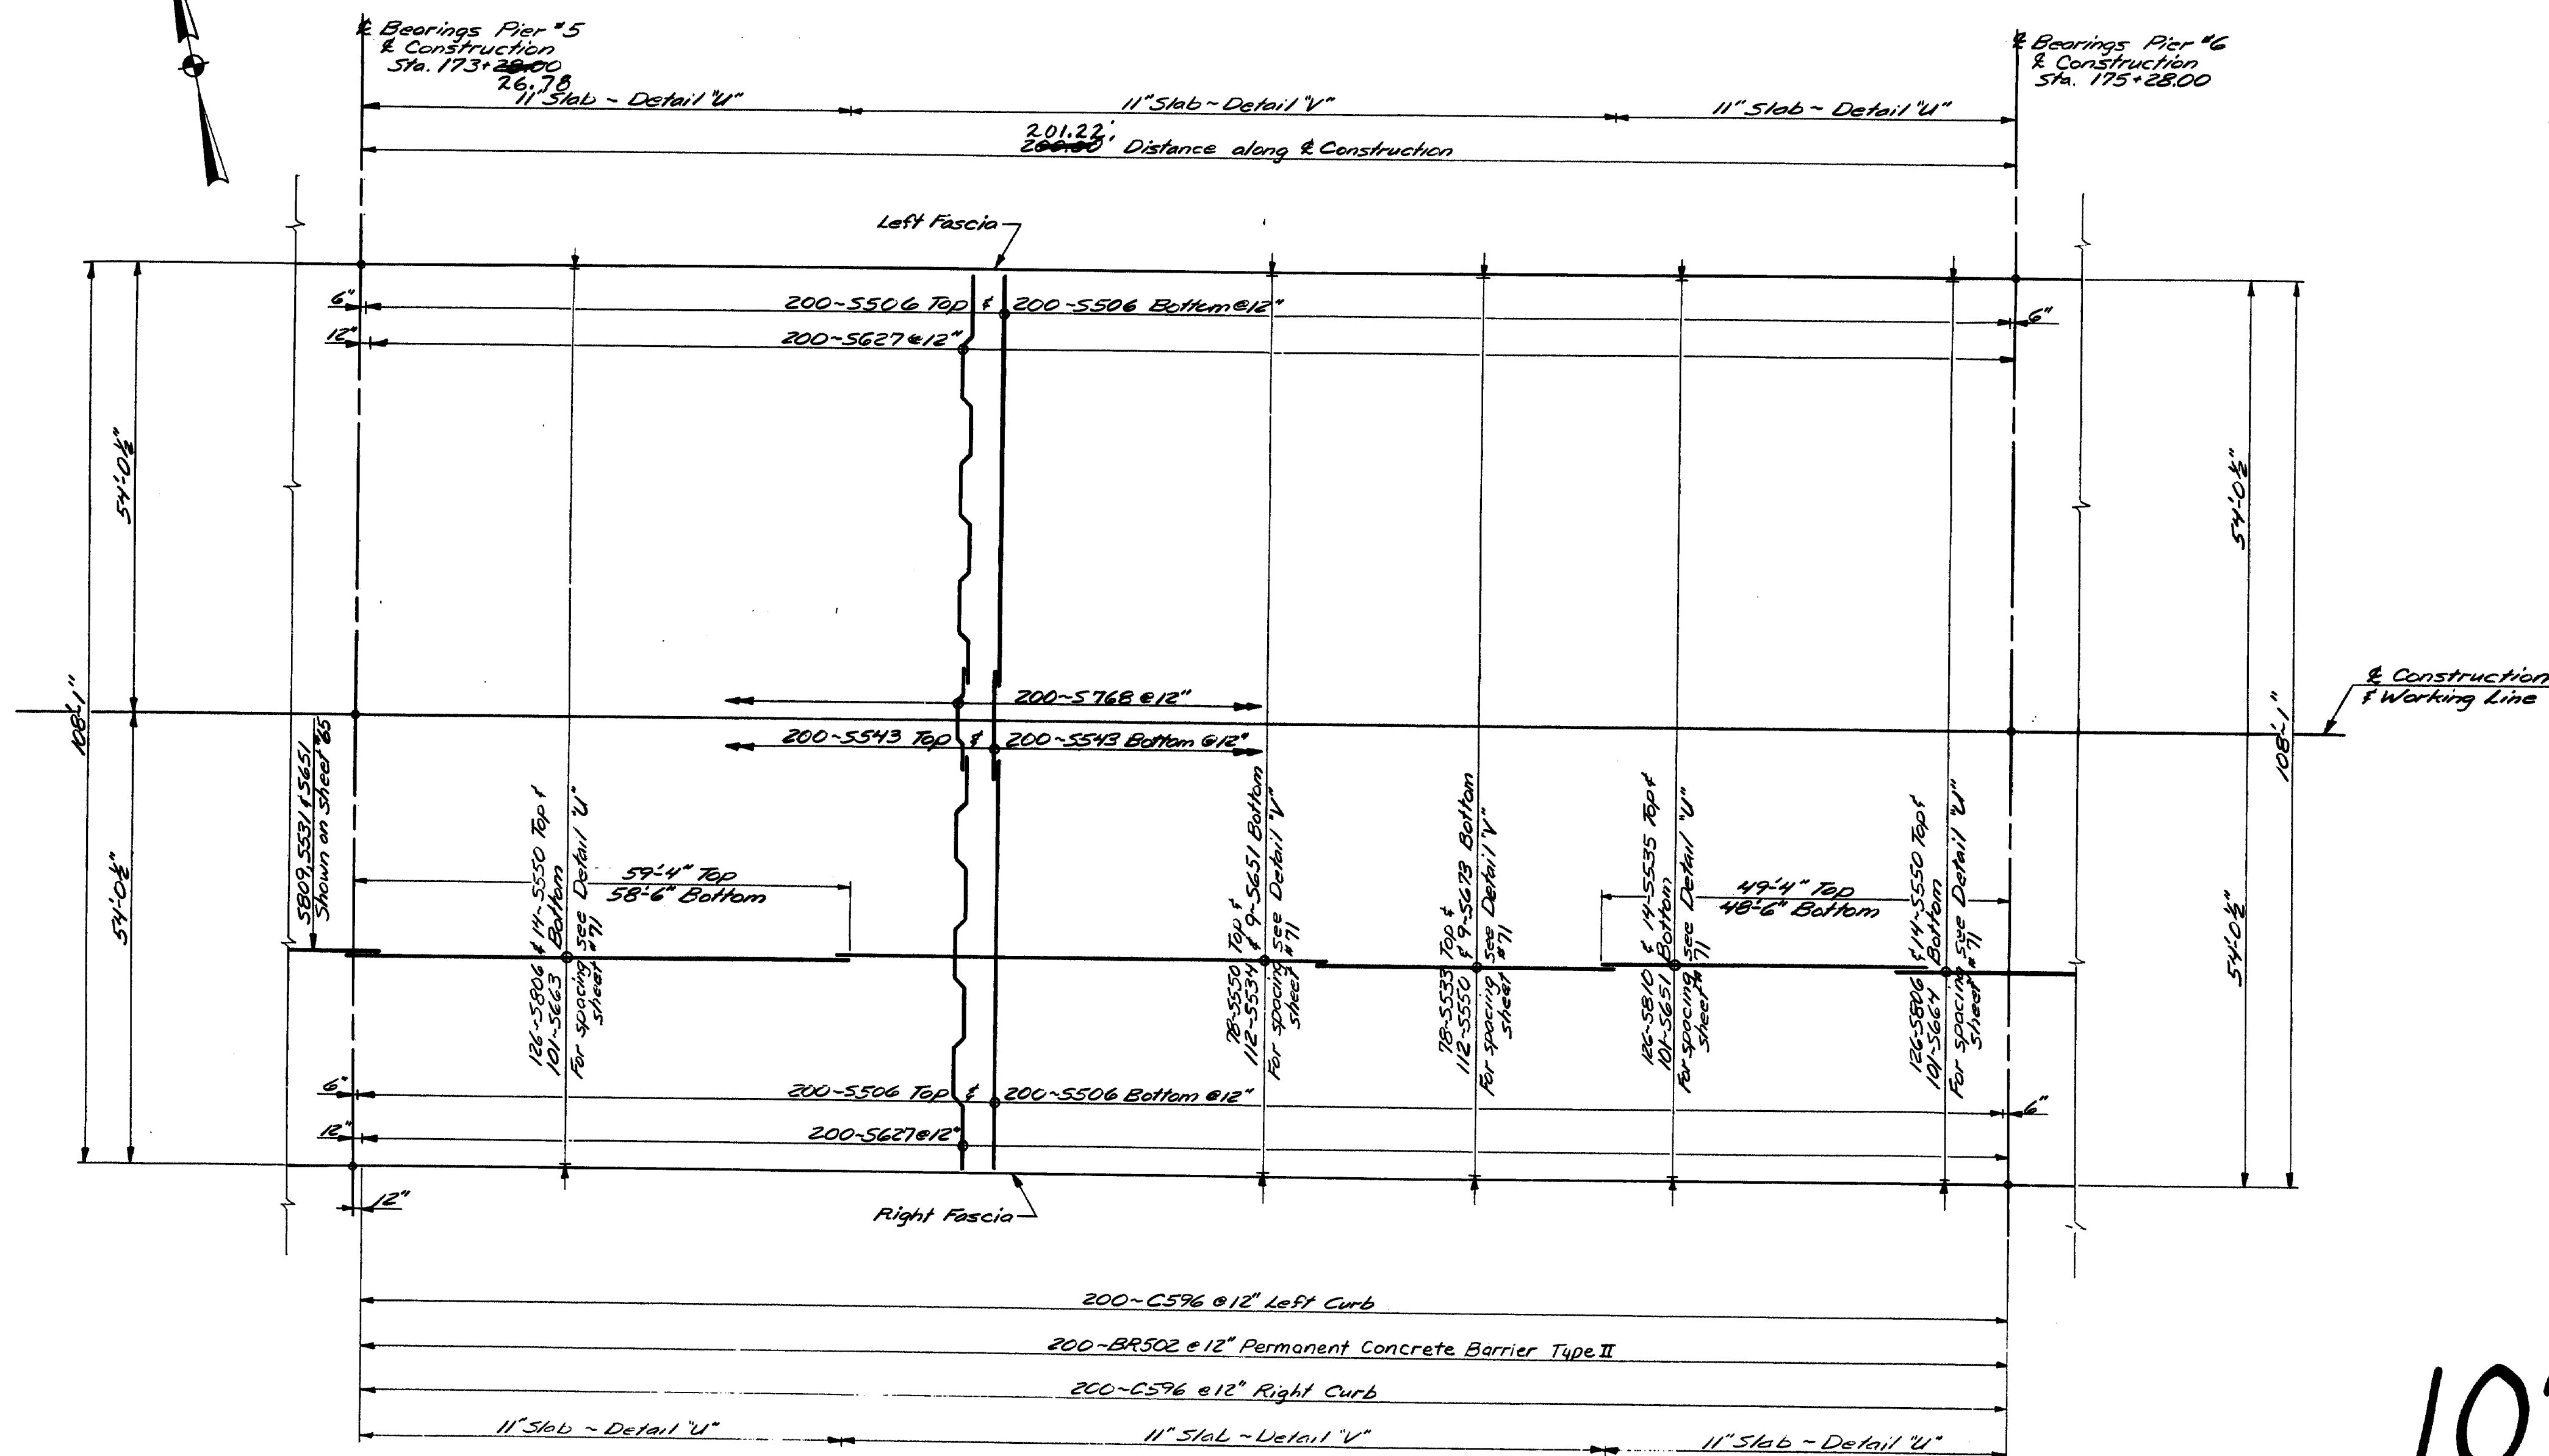 ℄ Bearings Pier #5
℄ Construction
Sta. 173+28.00
26.78
℄ Bearings Pier #6
℄ Construction
Sta. 175+28.00
11" Slab ~ Detail "U"
11" Slab ~ Detail "V"
11" Slab ~ Detail "U"
201.22'
200.00' Distance along ℄ Construction
Left Fascia
6"
200~S506 Top & 200~S506 Bottom @ 12"
6"
12"
200~S627 @ 12"
54'-0½"
54'-0½"
108'-1"
200~S768 @ 12"
℄ Construction
& Working Line
200~S543 Top & 200~S543 Bottom @ 12"
108'-1"
S809, S531 & S651
Shown on sheet #65
59'-4" Top
58'-6" Bottom
49'-4" Top
48'-6" Bottom
126~S806 & 14~S550 Top &
101~S663 Bottom
For spacing see Detail "U"
sheet #71
78~S550 Top &
112~S534 & 9~S651 Bottom
For spacing see Detail "V"
sheet #71
78~S533 Top &
112~S550 & 9~S673 Bottom
For spacing see Detail "V"
sheet #71
126~S810 & 14~S535 Top &
101~S651 Bottom
For spacing see Detail "U"
sheet #71
126~S806 & 14~S550 Top &
101~S664 Bottom
For spacing see Detail "U"
sheet #71
54'-0½"
54'-0½"
6"
200~S506 Top & 200~S506 Bottom @ 12"
6"
12"
200~S627 @ 12"
12"
Right Fascia
200~C596 @ 12" Left Curb
200~BR502 @ 12" Permanent Concrete Barrier Type II
200~C596 @ 12" Right Curb
11" Slab ~ Detail "U"
11" Slab ~ Detail "V"
11" Slab ~ Detail "U"
10